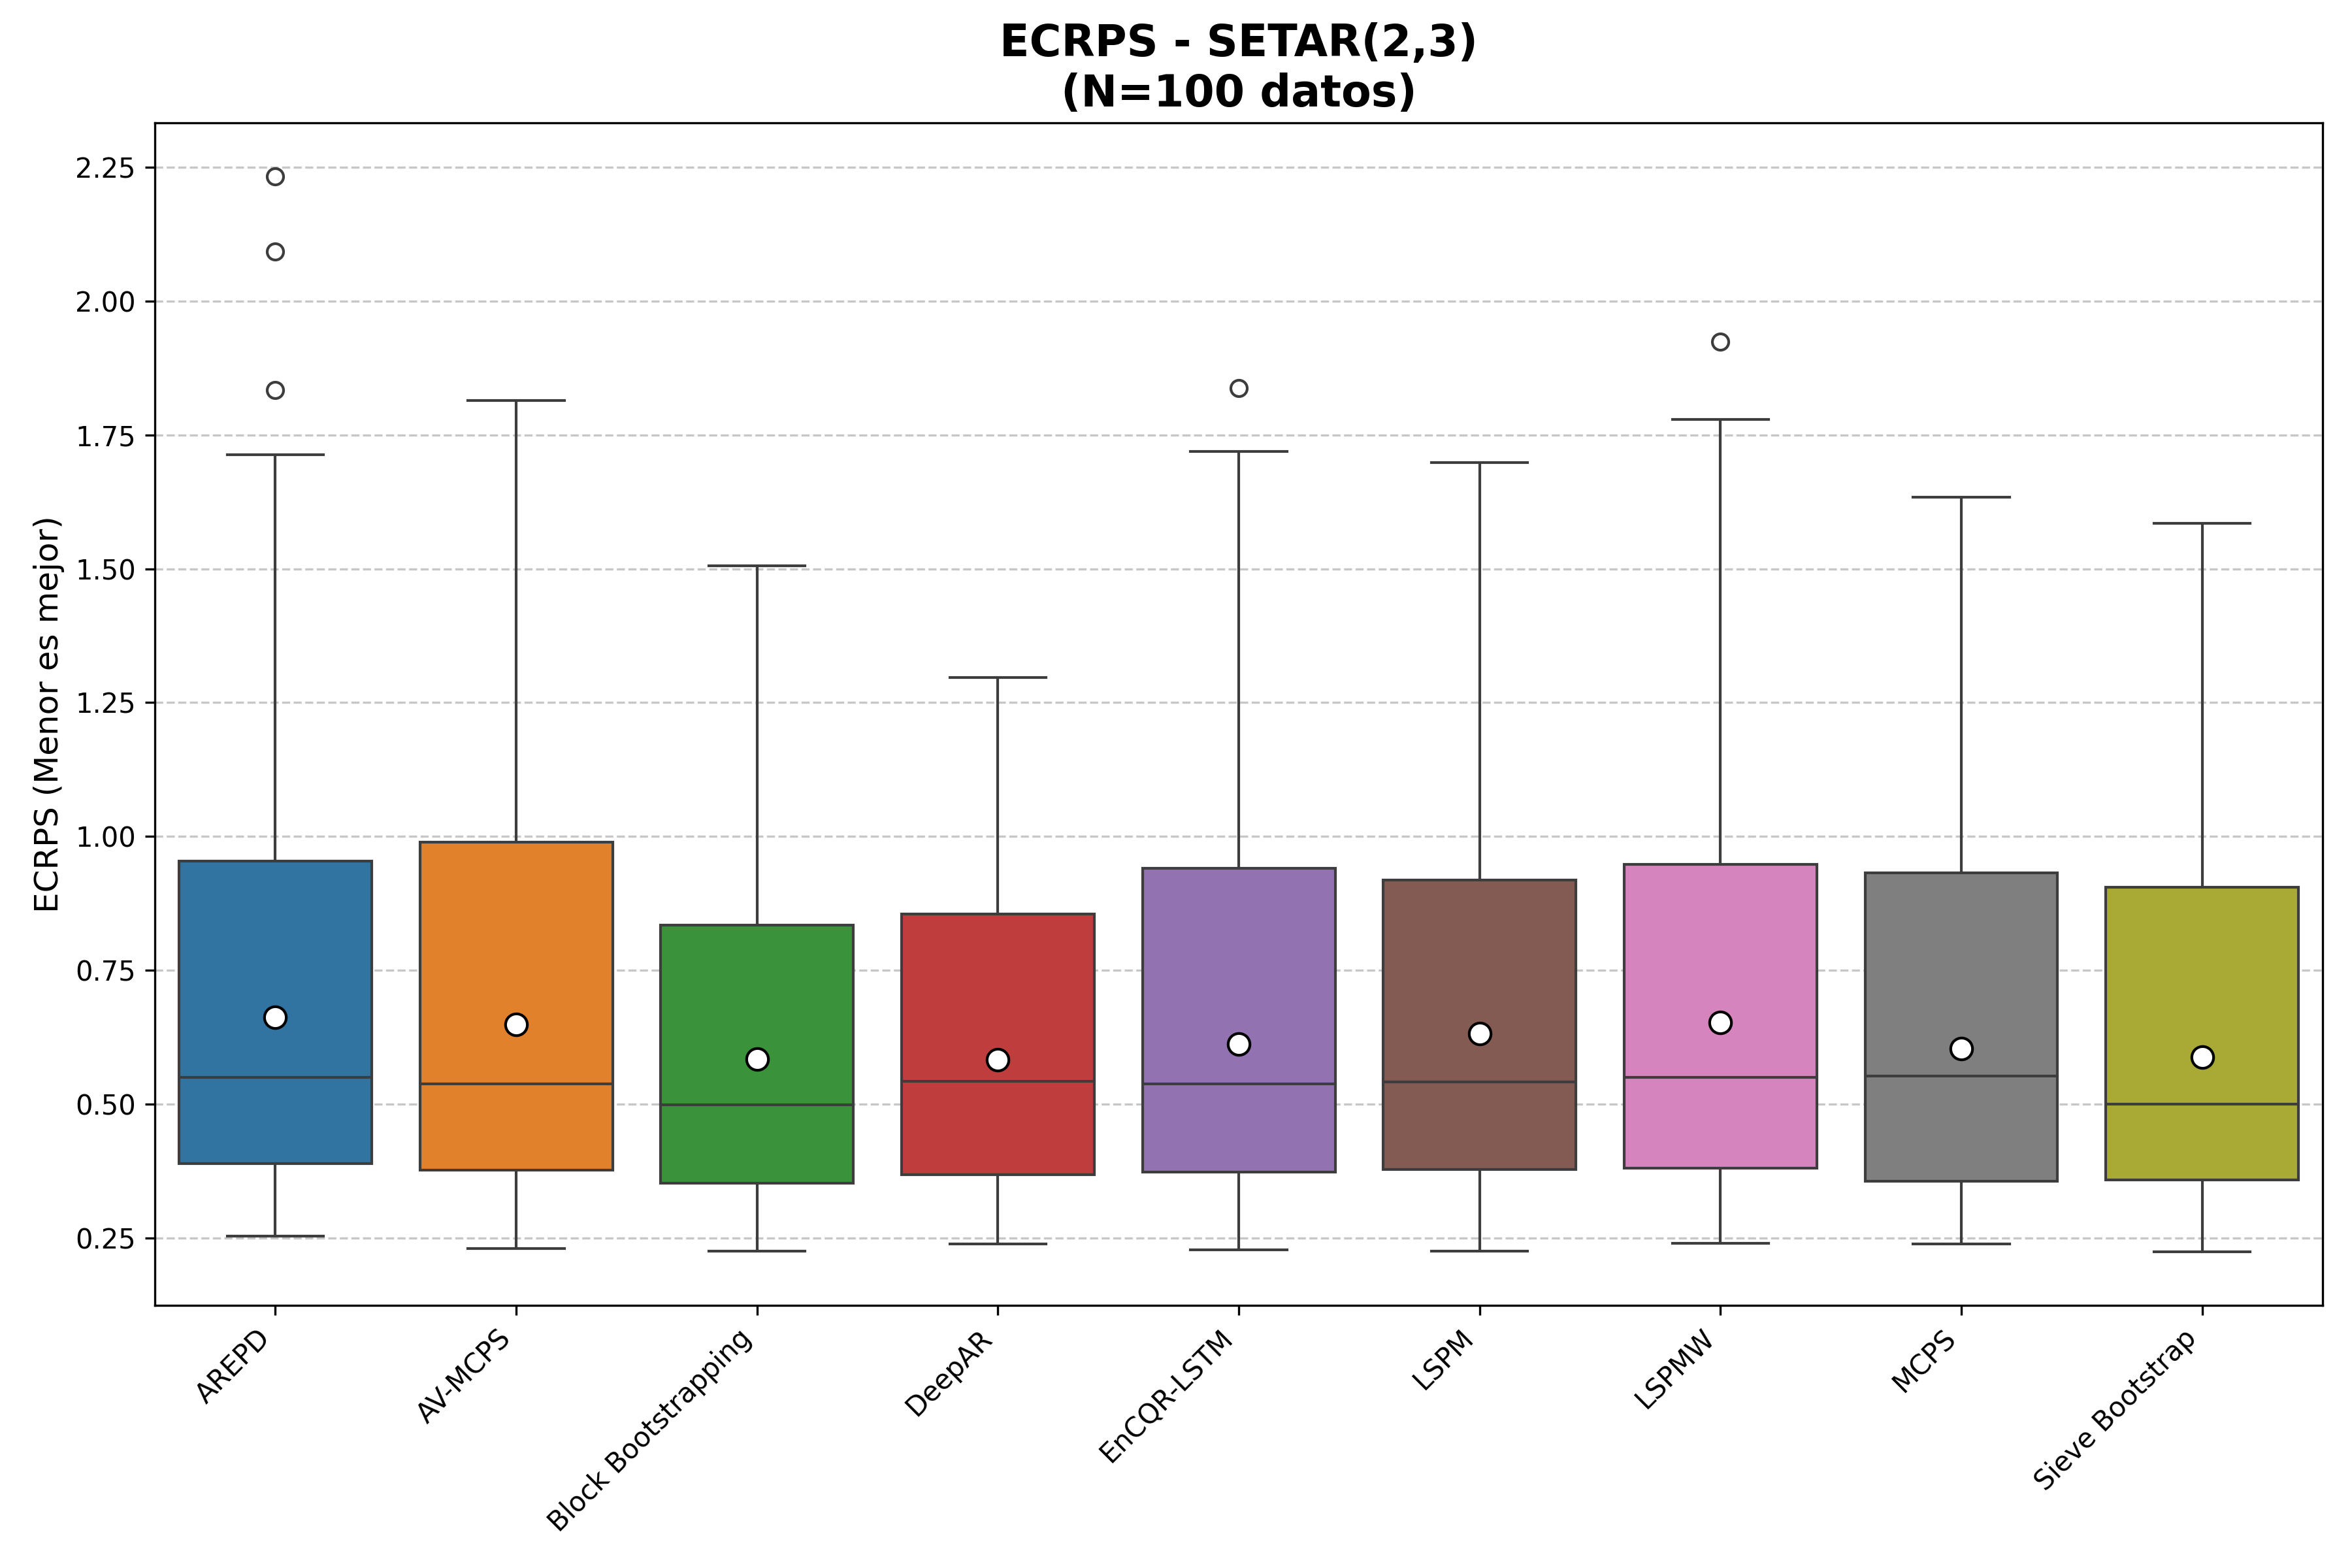 ECRPS - SETAR(2,3)
(N=100 datos)
ECRPS (Menor es mejor)
2.25
2.00
1.75
1.50
1.25
1.00
0.75
0.50
0.25
AREPD
AV-MCPS
Block Bootstrapping
DeepAR
EnCQR-LSTM
LSPM
LSPMW
MCPS
Sieve Bootstrap